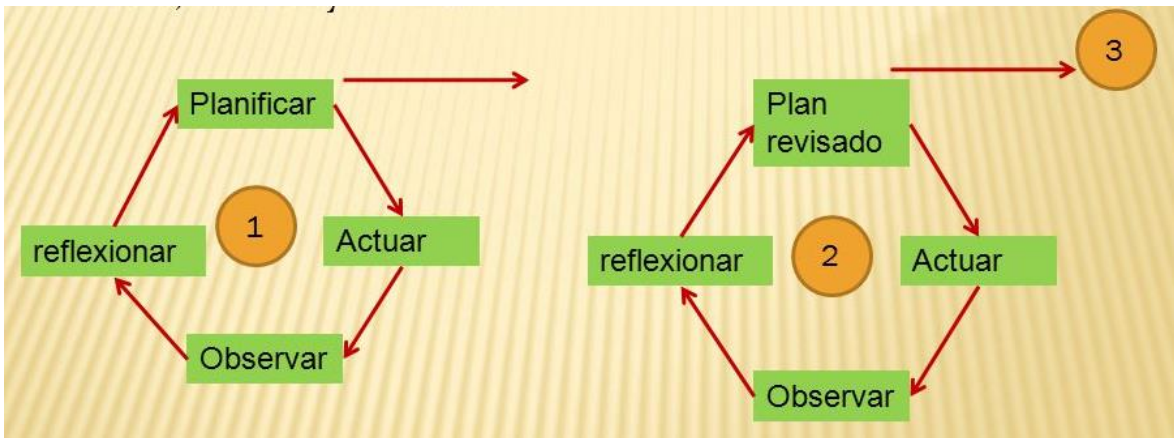 Planificar
1
reflexionar
Actuar
Observar
3
Plan
revisado
2
reflexionar
Actuar
Observar